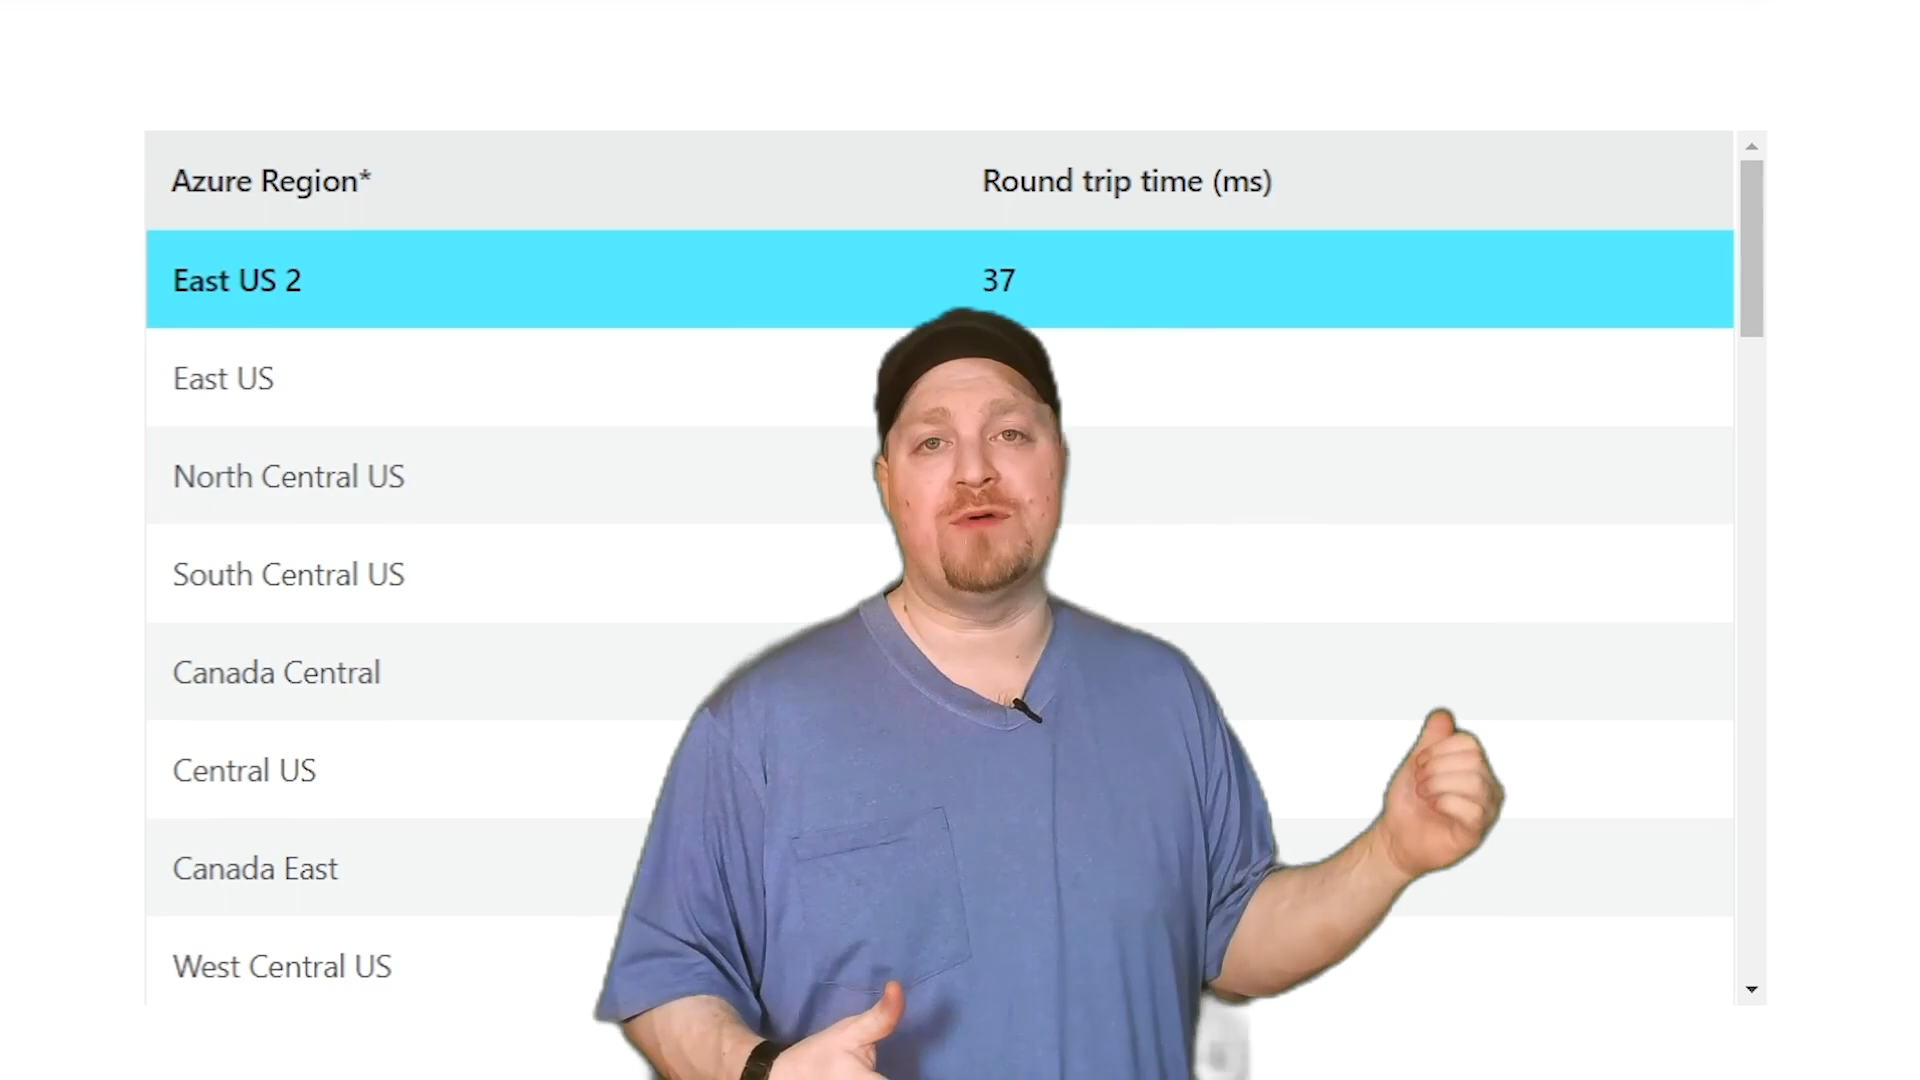 Azure Region* Round trip time (ms)
East US 2 37
East US
North Central US
South Central US
Canada Central
Central US
Canada East
West Central US